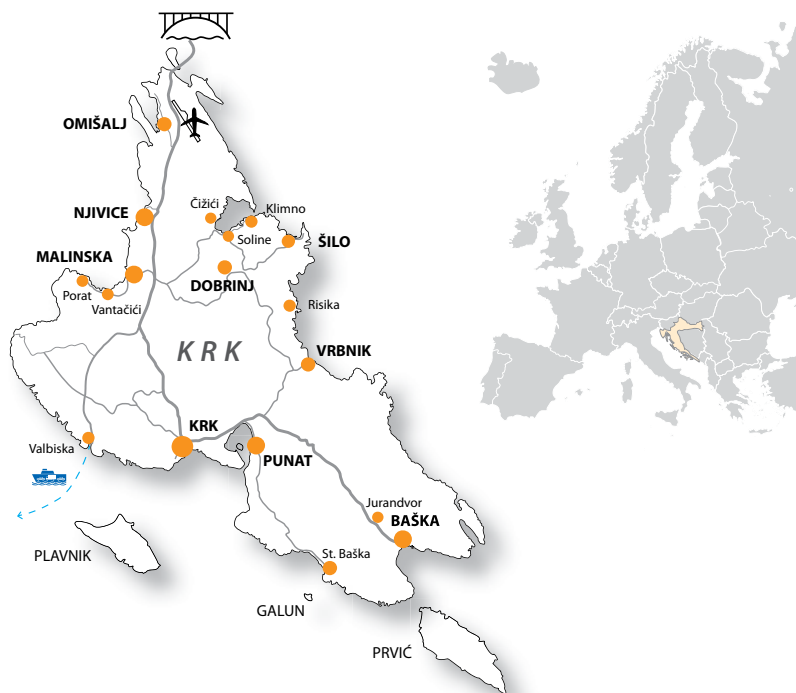 OMIŠALJ
NJIVICE
Čižići
Klimno
Soline
ŠILO
MALINSKA
DOBRINJ
Porat
Vantačići
Risika
KRK
VRBNIK
KRK
Valbiska
PUNAT
Jurandvor
BAŠKA
PLAVNIK
St. Baška
GALUN
PRVIĆ